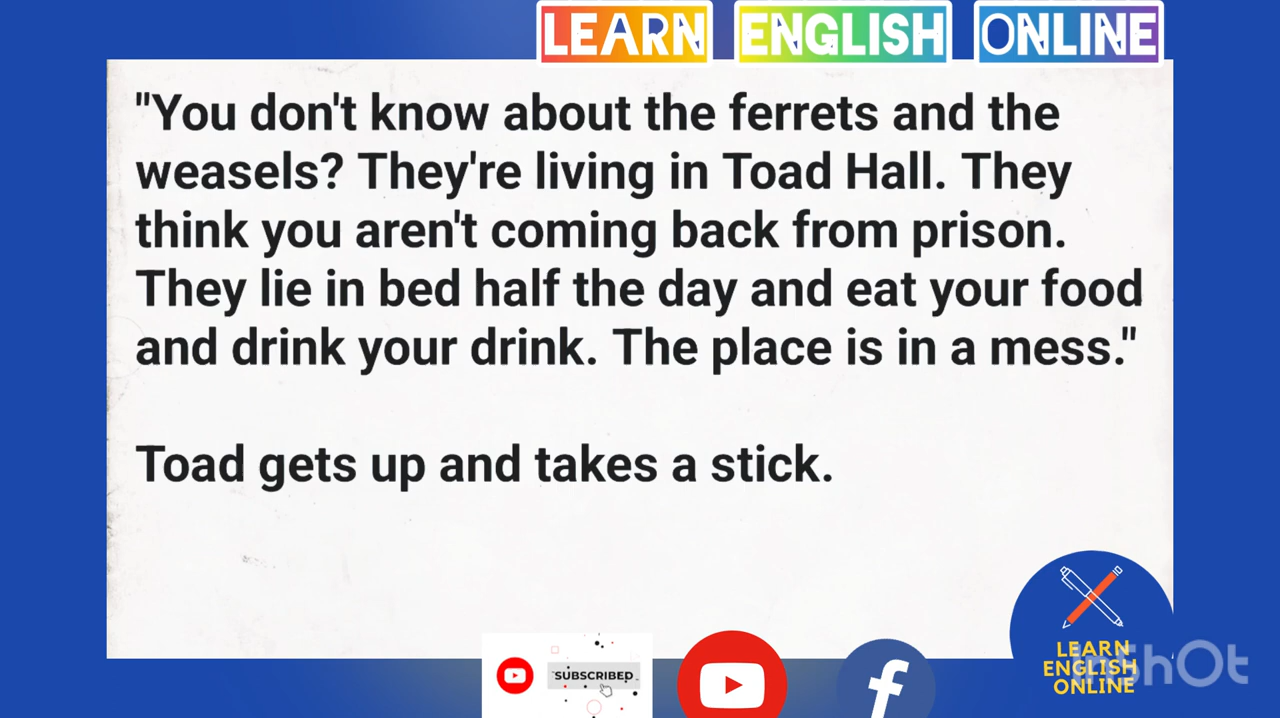 LEARN ENGLISH ONLINE
"You don't know about the ferrets and the
weasels? They're living in Toad Hall. They
think you aren't coming back from prison.
They lie in bed half the day and eat your food
and drink your drink. The place is in a mess."
Toad gets up and takes a stick.
SUBSCRIBED
LEARN
ENGLISH
ONLINE